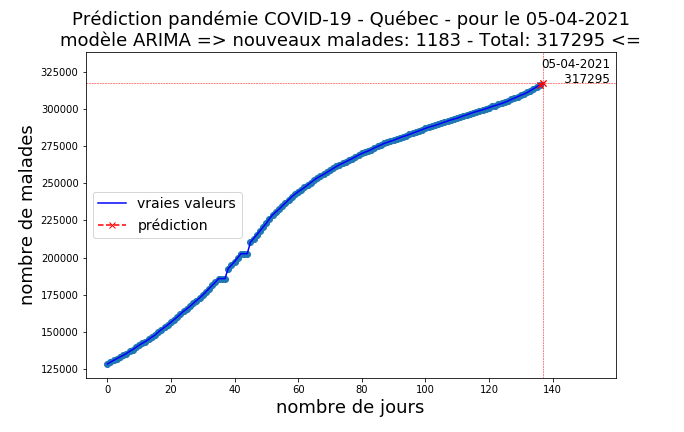 Prédiction pandémie COVID-19 - Québec - pour le 05-04-2021
modèle ARIMA => nouveaux malades: 1183 - Total: 317295 <=
05-04-2021
317295
nombre de malades
325000
300000
275000
250000
225000
200000
175000
150000
125000
vraies valeurs
prédiction
0 20 40 60 80 100 120 140
nombre de jours